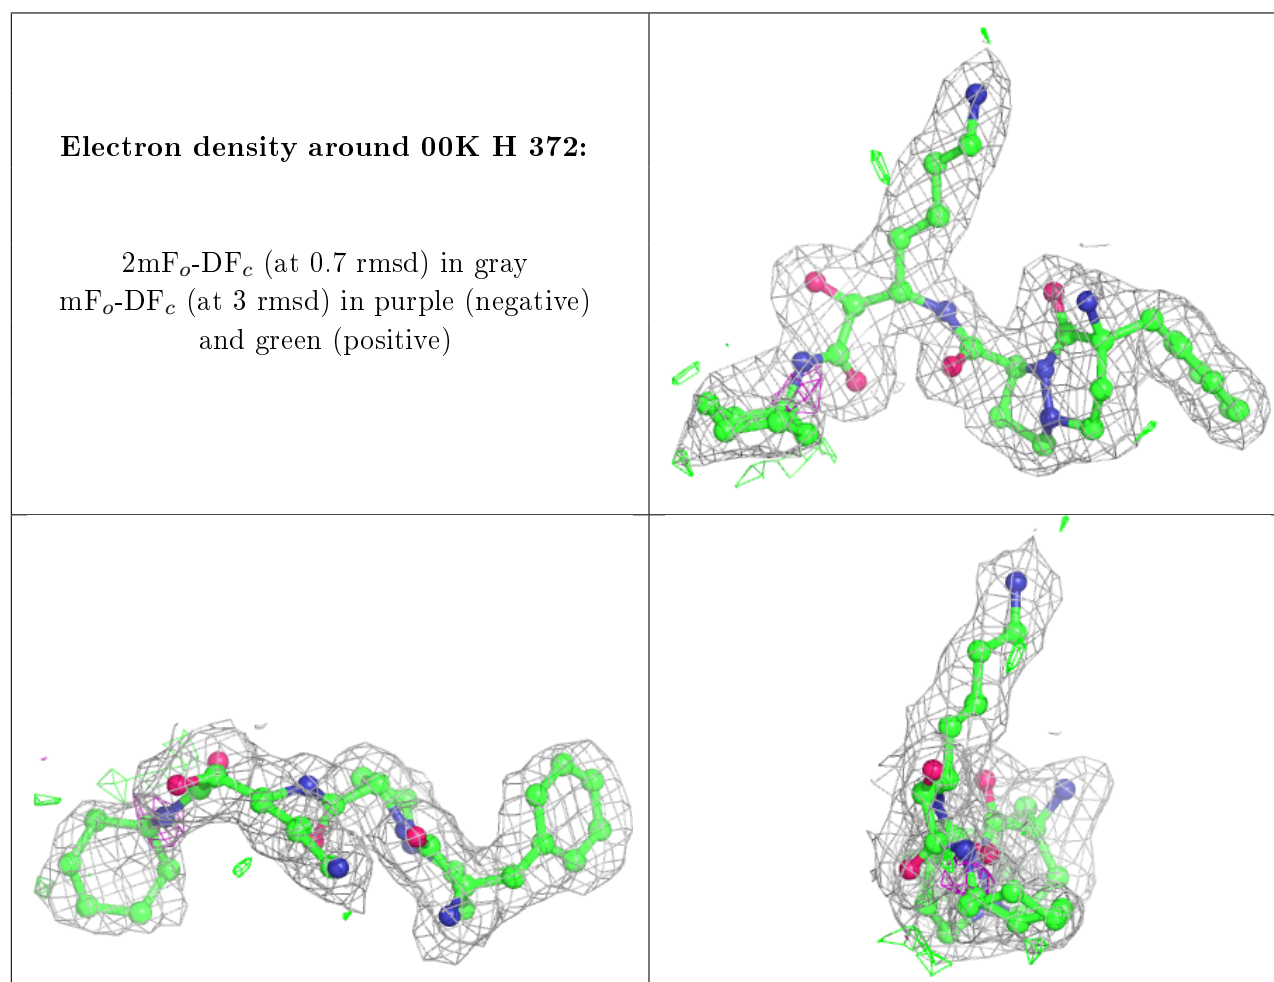 Electron density around 00K H 372:
2mFo-DFc (at 0.7 rmsd) in gray
mFo-DFc (at 3 rmsd) in purple (negative)
and green (positive)